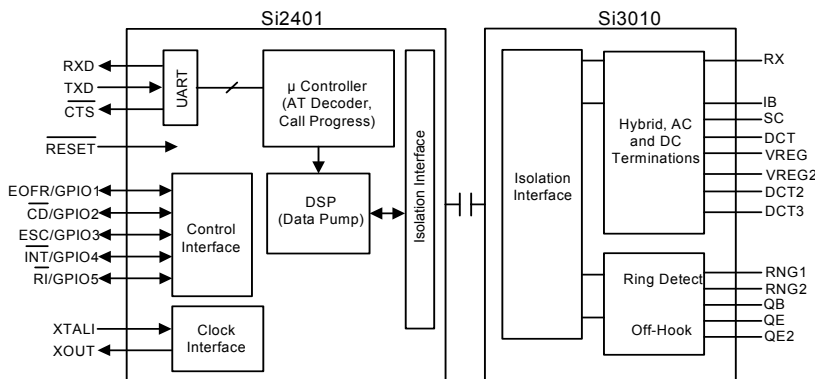 Si2401
Si3010
RXD
TXD
CTS
RESET
EOFR/GPIO1
CD/GPIO2
ESC/GPIO3
INT/GPIO4
RI/GPIO5
XTALI
XOUT
UART
µ Controller
(AT Decoder,
Call Progress)
DSP
(Data Pump)
Control
Interface
Clock
Interface
Isolation Interface
Isolation
Interface
Hybrid, AC
and DC
Terminations
Ring Detect
Off-Hook
RX
IB
SC
DCT
VREG
VREG2
DCT2
DCT3
RNG1
RNG2
QB
QE
QE2